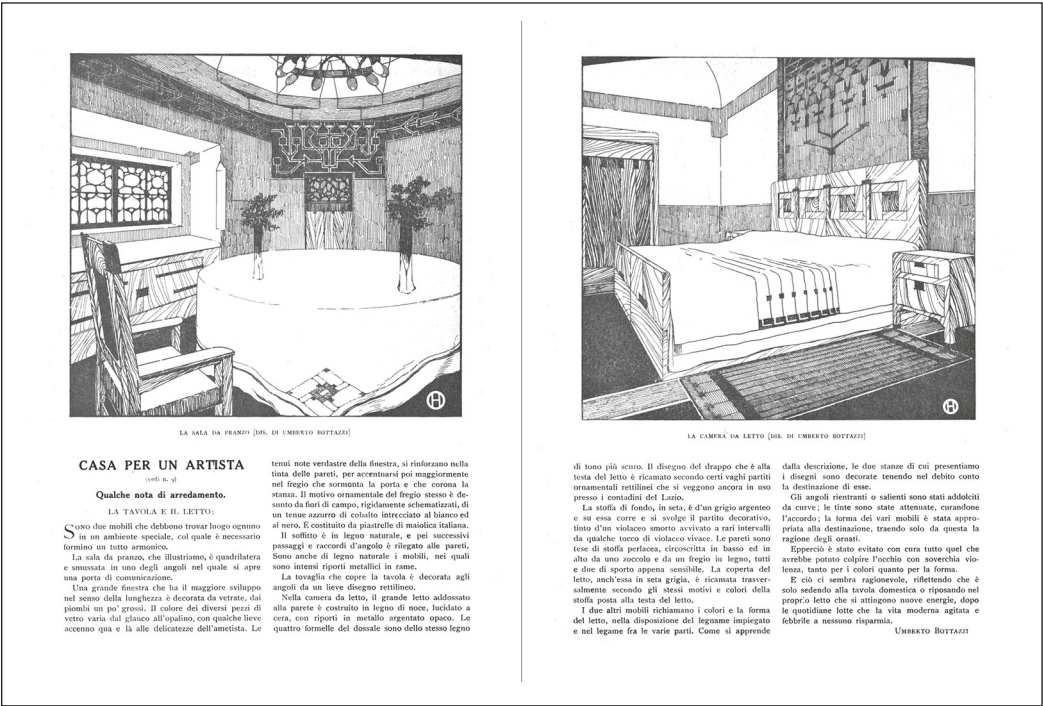 LA SALA DA PRANZO [DIS. DI UMBERTO BOTTAZZI]
CASA PER UN ARTISTA
(vedi n. 9)
Qualche nota di arredamento.
LA TAVOLA E IL LETTO:
Sono due mobili che debbono trovar luogo ognuno
in un ambiente speciale, col quale è necessario
formino un tutto armonico.
La sala da pranzo, che illustriamo, è quadrilatera
e smussata in uno degli angoli nel quale si apre
una porta di comunicazione.
Una grande finestra che ha il maggiore sviluppo
nel senso della lunghezza è decorata da vetrate, dai
piombi un po' grossi. Il colore dei diversi pezzi di
vetro varia dal glauco all'opalino, con qualche lieve
accenno qua e là alle delicatezze dell'ametista. Le
tenui note verdastre della finestra, si rinforzano nella
tinta delle pareti, per accentuarsi poi maggiormente
nel fregio che sormonta la porta e che corona la
stanza. Il motivo ornamentale del fregio stesso è de-
sunto da fiori di campo, rigidamente schematizzati, di
un tenue azzurro di cobalto intrecciato al bianco ed
al nero. È costituito da piastrelle di maiolica italiana.
Il soffitto è in legno naturale, e pei successivi
passaggi e raccordi d'angolo è rilegato alle pareti.
Sono anche di legno naturale i mobili, nei quali
sono intensi riporti metallici in rame.
La tovaglia che copre la tavola è decorata agli
angoli da un lieve disegno rettilineo.
Nella camera da letto, il grande letto addossato
alla parete è costruito in legno di noce, lucidato a
cera, con riporti in metallo argentato opaco. Le
quattro formelle del dossale sono dello stesso legno
LA CAMERA DA LETTO [DIS. DI UMBERTO BOTTAZZI]
di tono più scuro. Il disegno del drappo che è alla
testa del letto è ricamato secondo certi vaghi partiti
ornamentali rettilinei che si veggono ancora in uso
presso i contadini del Lazio.
La stoffa di fondo, in seta, è d'un grigio argenteo
e su essa corre e si svolge il partito decorativo,
tinto d'un violaceo smorto avvivato a rari intervalli
da qualche tocco di violaceo vivace. Le pareti sono
tese di stoffa perlacea, circoscritta in basso ed in
alto da uno zoccolo e da un fregio in legno, tutti
e due di sporto appena sensibile. La coperta del
letto, anch'essa in seta grigia, è ricamata trasver-
salmente secondo gli stessi motivi e colori della
stoffa posta alla testa del letto.
I due altri mobili richiamano i colori e la forma
del letto, nella disposizione del legname impiegato
e nel legame fra le varie parti. Come si apprende
dalla descrizione, le due stanze di cui presentiamo
i disegni sono decorate tenendo nel debito conto
la destinazione di esse.
Gli angoli rientranti o salienti sono stati addolciti
da curve; le tinte sono state attenuate, curandone
l'accordo; la forma dei vari mobili è stata appro-
priata alla destinazione, traendo solo da questa la
ragione degli ornati.
Epperciò è stato evitato con cura tutto quel che
avrebbe potuto colpire l'occhio con soverchia vio-
lenza, tanto per i colori quanto per la forma.
E ciò ci sembra ragionevole, riflettendo che è
solo sedendo alla tavola domestica o riposando nel
proprio letto che si attingono nuove energie, dopo
le quotidiane lotte che la vita moderna agitata e
febbrile a nessuno risparmia.
UMBERTO BOTTAZZI